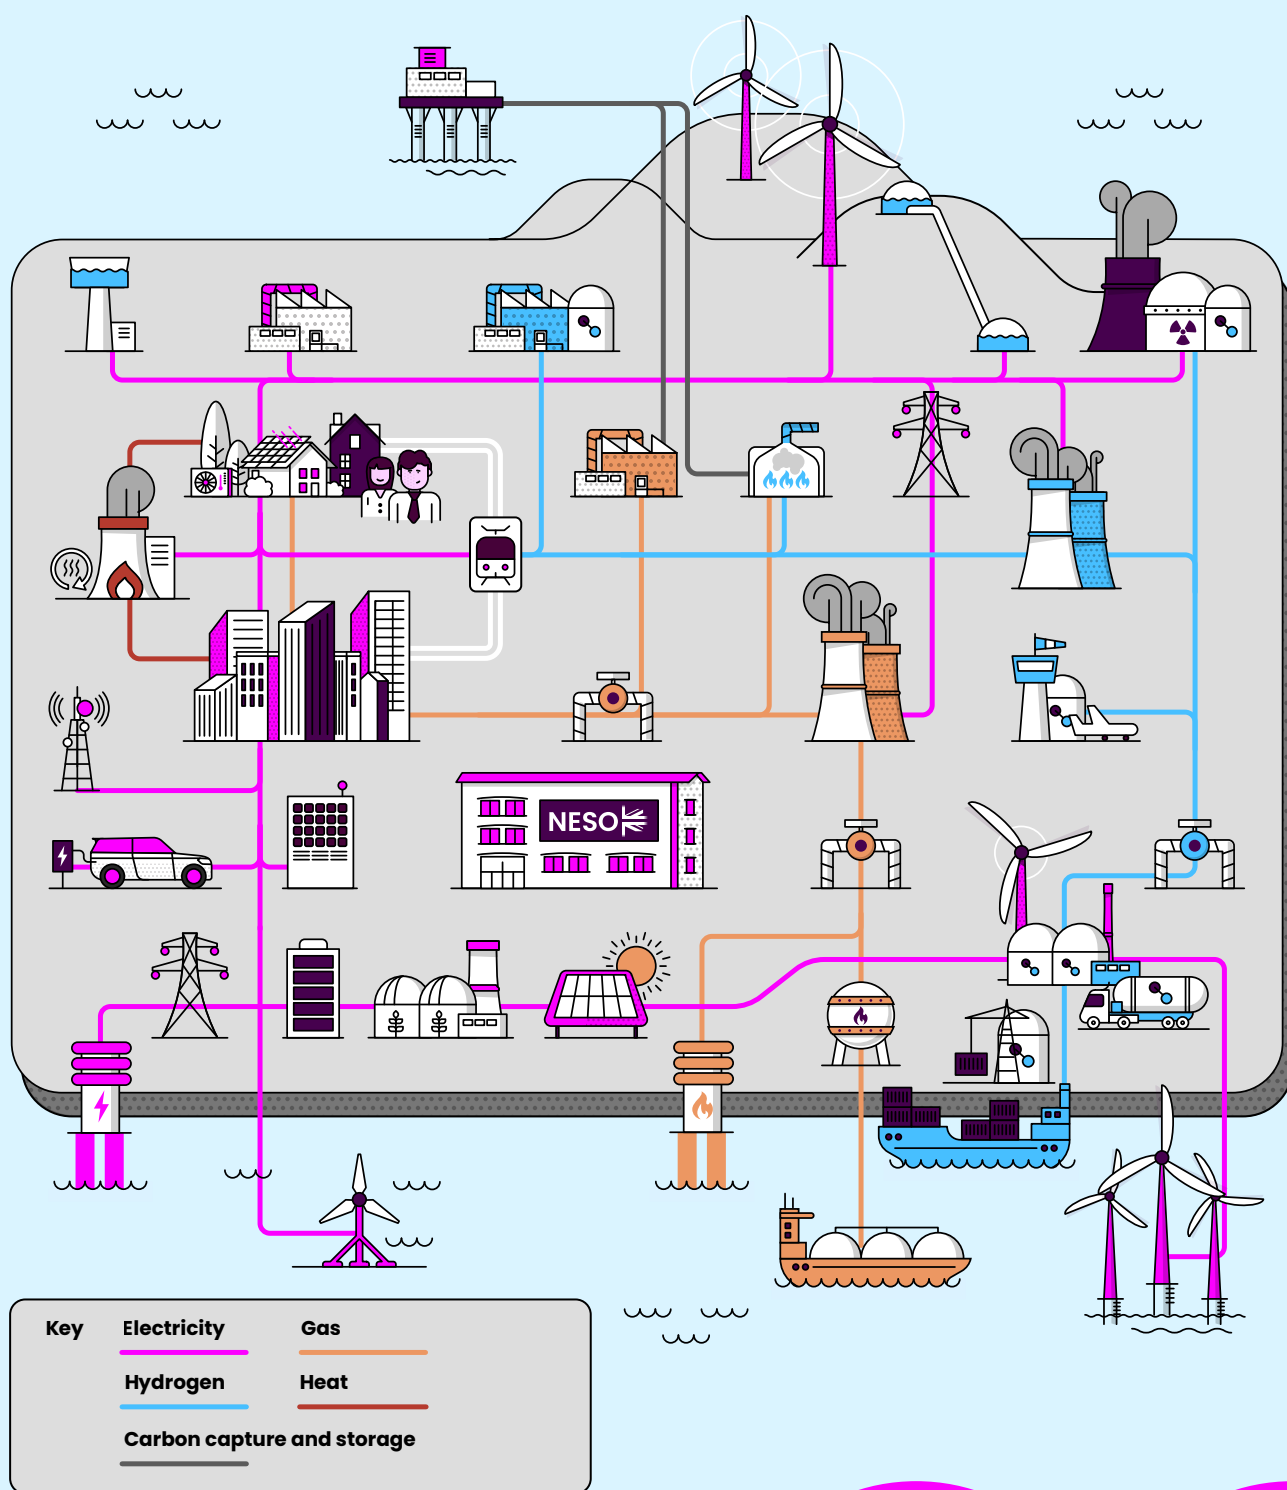 NESO
Key
Electricity
Gas
Hydrogen
Heat
Carbon capture and storage